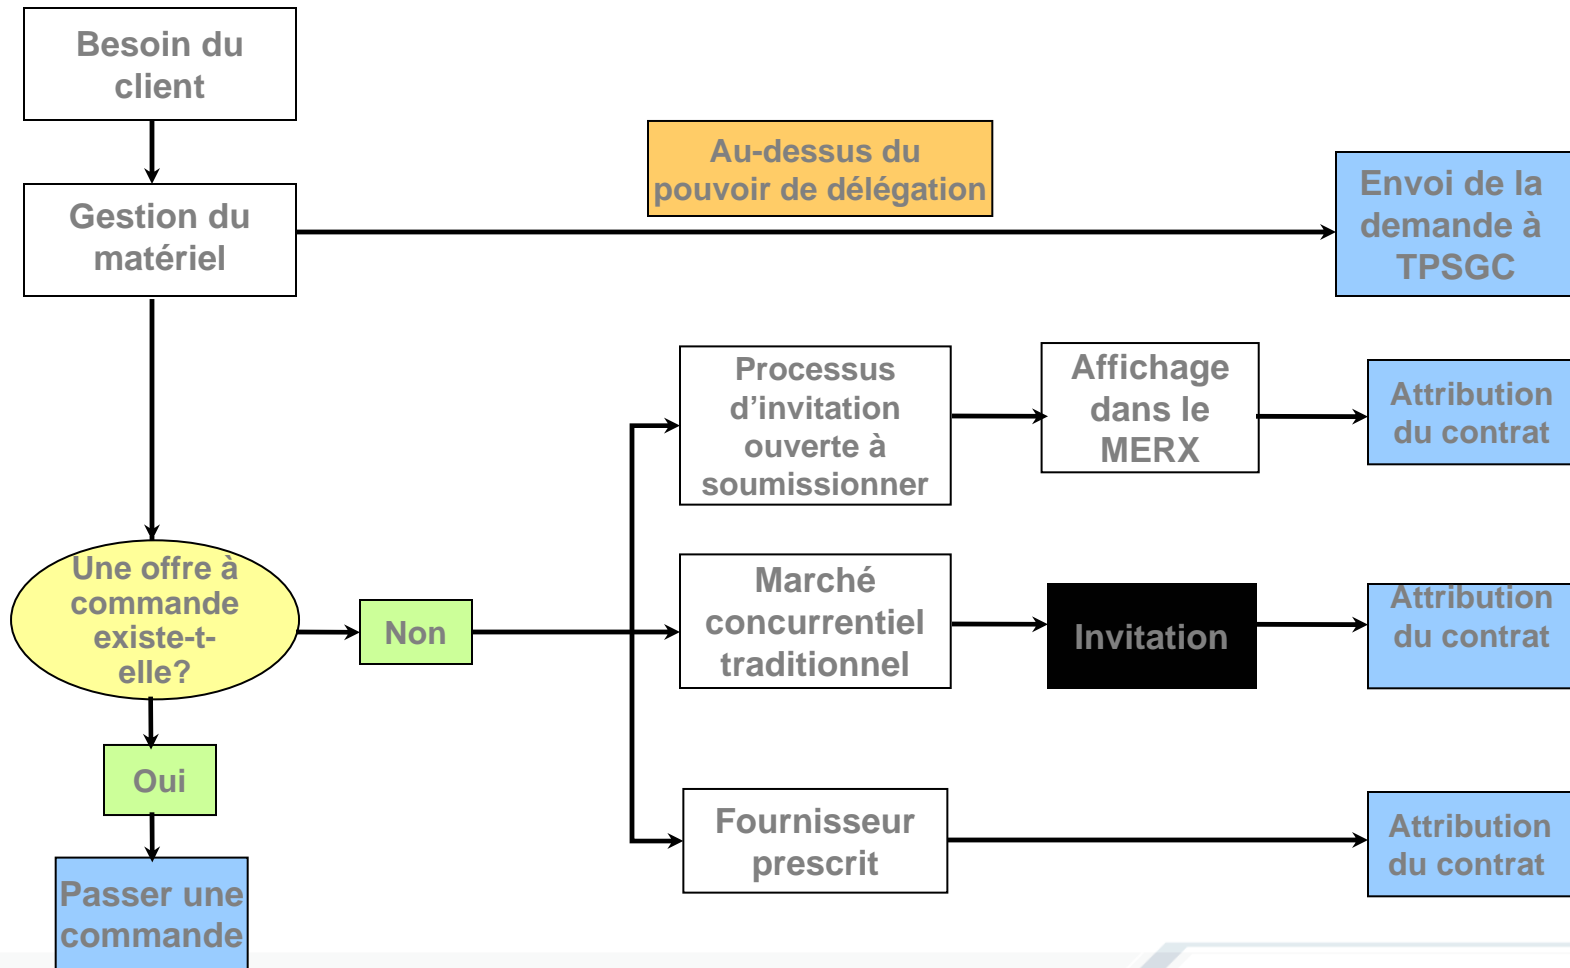 Besoin du
client
Au-dessus du
pouvoir de délégation
Gestion du
matériel
Envoi de la
demande à
TPSGC
Processus
d’invitation
ouverte à
soumissionner
Affichage
dans le
MERX
Attribution
du contrat
Une offre à
commande
existe-t-
elle?
Non
Marché
concurrentiel
traditionnel
Invitation
Attribution
du contrat
Oui
Fournisseur
prescrit
Attribution
du contrat
Passer une
commande